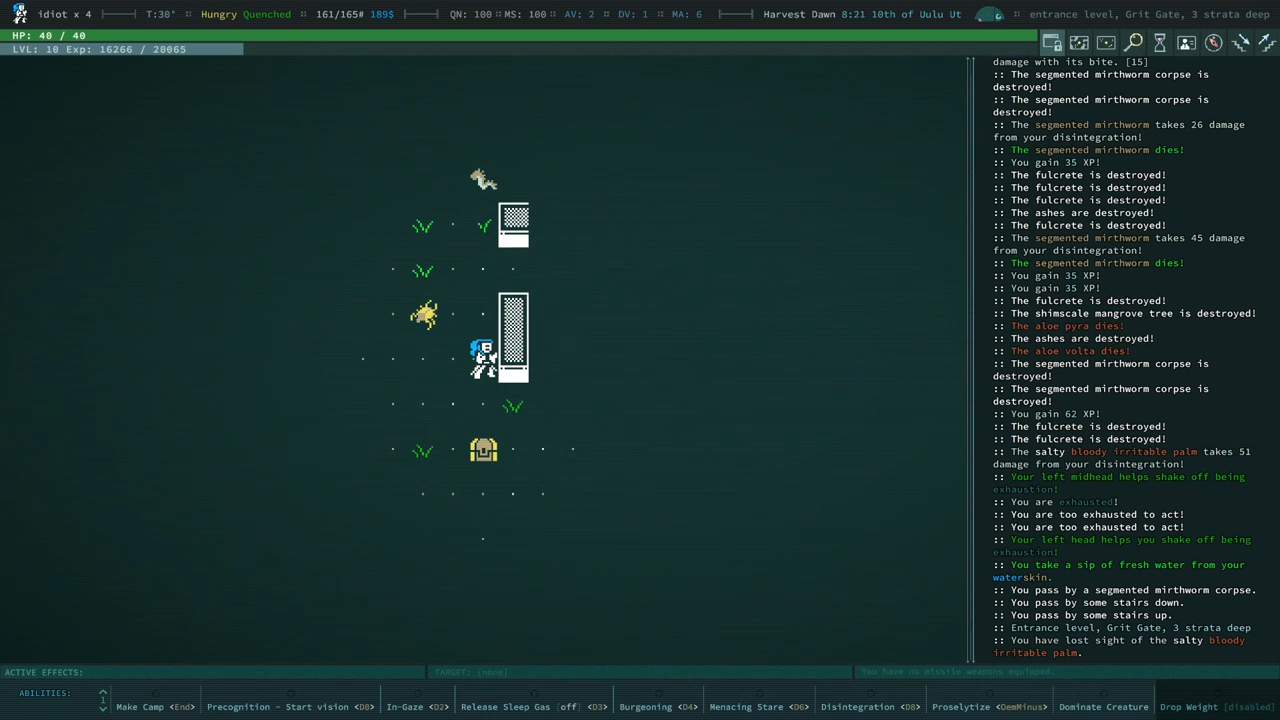 idiot x 4 T:30° :: Hungry Quenched :: 161/165# 189$ QN: 100 :: MS: 100 :: AV: 2 :: DV: 1 :: MA: 6 Harvest Dawn 8:21 10th of Uulu Ut :: entrance level, Grit Gate, 3 strata deep
HP: 40 / 40
LVL: 10 Exp: 16266 / 20065
damage with its bite. [15]
:: The segmented mirthworm corpse is
destroyed!
:: The segmented mirthworm corpse is
destroyed!
:: The segmented mirthworm takes 26 damage
from your disintegration!
:: The segmented mirthworm dies!
:: You gain 35 XP!
:: The fulcrete is destroyed!
:: The fulcrete is destroyed!
:: The fulcrete is destroyed!
:: The ashes are destroyed!
:: The fulcrete is destroyed!
:: The segmented mirthworm takes 45 damage
from your disintegration!
:: The segmented mirthworm dies!
:: You gain 35 XP!
:: You gain 35 XP!
:: The fulcrete is destroyed!
:: The shimscale mangrove tree is destroyed!
:: The aloe pyra dies!
:: The ashes are destroyed!
:: The aloe volta dies!
:: The segmented mirthworm corpse is
destroyed!
:: The segmented mirthworm corpse is
destroyed!
:: You gain 62 XP!
:: The fulcrete is destroyed!
:: The fulcrete is destroyed!
:: The salty bloody irritable palm takes 51
damage from your disintegration!
:: Your left midhead helps shake off being
exhaustion!
:: You are exhausted!
:: You are too exhausted to act!
:: You are too exhausted to act!
:: Your left head helps you shake off being
exhaustion!
:: You take a sip of fresh water from your
waterskin.
:: You pass by a segmented mirthworm corpse.
:: You pass by some stairs down.
:: You pass by some stairs up.
:: Entrance level, Grit Gate, 3 strata deep
:: You have lost sight of the salty bloody
irritable palm.
ACTIVE EFFECTS: TARGET: [none] You have no missile weapons equipped.
ABILITIES: 1 Make Camp <End> Precognition - Start vision <D0> In-Gaze <D2> Release Sleep Gas [off] <D3> Burgeoning <D4> Menacing Stare <D6> Disintegration <D8> Proselytize <OemMinus> Dominate Creature Drop Weight [disabled]